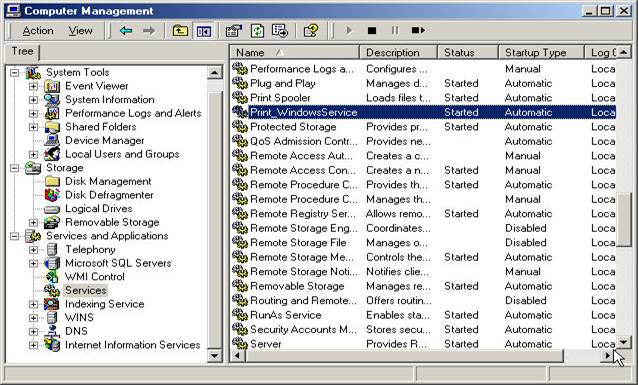 Computer Management
Action View
Tree
System Tools
Event Viewer
System Information
Performance Logs and Alerts
Shared Folders
Device Manager
Local Users and Groups
Storage
Disk Management
Disk Defragmenter
Logical Drives
Removable Storage
Services and Applications
Telephony
Microsoft SQL Servers
WMI Control
Services
Indexing Service
WINS
DNS
Internet Information Services
Name Description Status Startup Type Log O
Performance Logs a... Configures ... Manual Loca
Plug and Play Manages d... Started Automatic Loca
Print Spooler Loads files t... Started Automatic Loca
Print_WindowsService Started Automatic Loca
Protected Storage Provides pr... Started Automatic Loca
QoS Admission Contr... Provides ne... Manual Loca
Remote Access Aut... Creates a c... Manual Loca
Remote Access Con... Creates a n... Started Manual Loca
Remote Procedure C... Provides th... Started Automatic Loca
Remote Procedure C... Manages th... Manual Loca
Remote Registry Ser... Allows remo... Started Automatic Loca
Remote Storage Eng... Coordinates... Disabled Loca
Remote Storage File Manages o... Disabled Loca
Remote Storage Me... Controls the... Started Automatic Loca
Remote Storage Noti... Notifies clie... Manual Loca
Removable Storage Manages re... Started Automatic Loca
Routing and Remote... Offers routin... Disabled Loca
RunAs Service Enables sta... Started Automatic Loca
Security Accounts M... Stores secu... Started Automatic Loca
Server Provides R... Started Automatic Loca